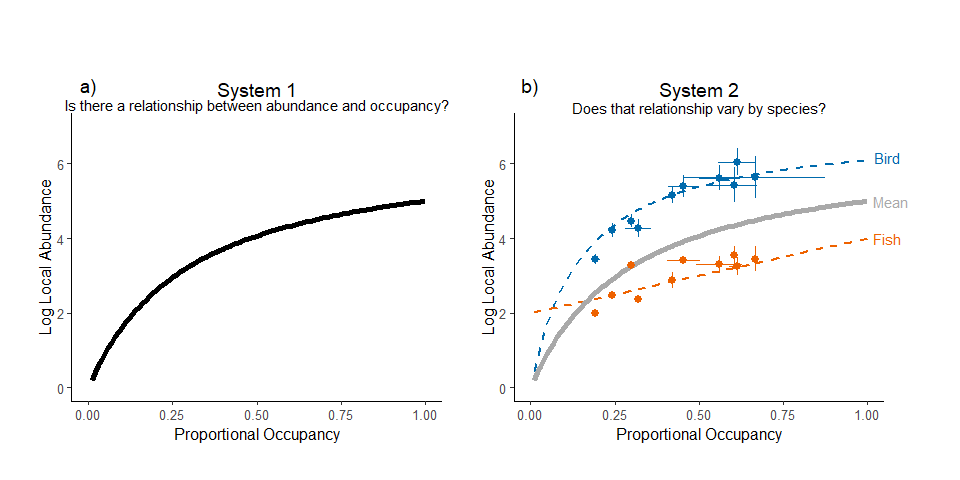 a)
System 1
Is there a relationship between abundance and occupancy?
Log Local Abundance
6
4
2
0
0.00 0.25 0.50 0.75 1.00
Proportional Occupancy
b)
System 2
Does that relationship vary by species?
Log Local Abundance
6
4
2
0
Bird
Mean
Fish
0.00 0.25 0.50 0.75 1.00
Proportional Occupancy